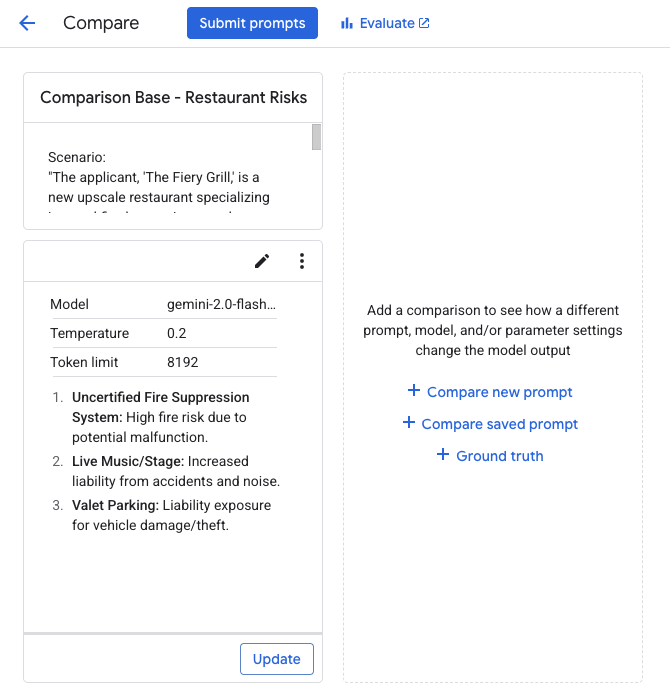 Compare
Submit prompts
Evaluate
Comparison Base - Restaurant Risks
Scenario:
"The applicant, 'The Fiery Grill,' is a
new upscale restaurant specializing
Model gemini-2.0-flash...
Temperature 0.2
Token limit 8192
1. Uncertified Fire Suppression
System: High fire risk due to
potential malfunction.
2. Live Music/Stage: Increased
liability from accidents and noise.
3. Valet Parking: Liability exposure
for vehicle damage/theft.
Update
Add a comparison to see how a different
prompt, model, and/or parameter settings
change the model output
+ Compare new prompt
+ Compare saved prompt
+ Ground truth